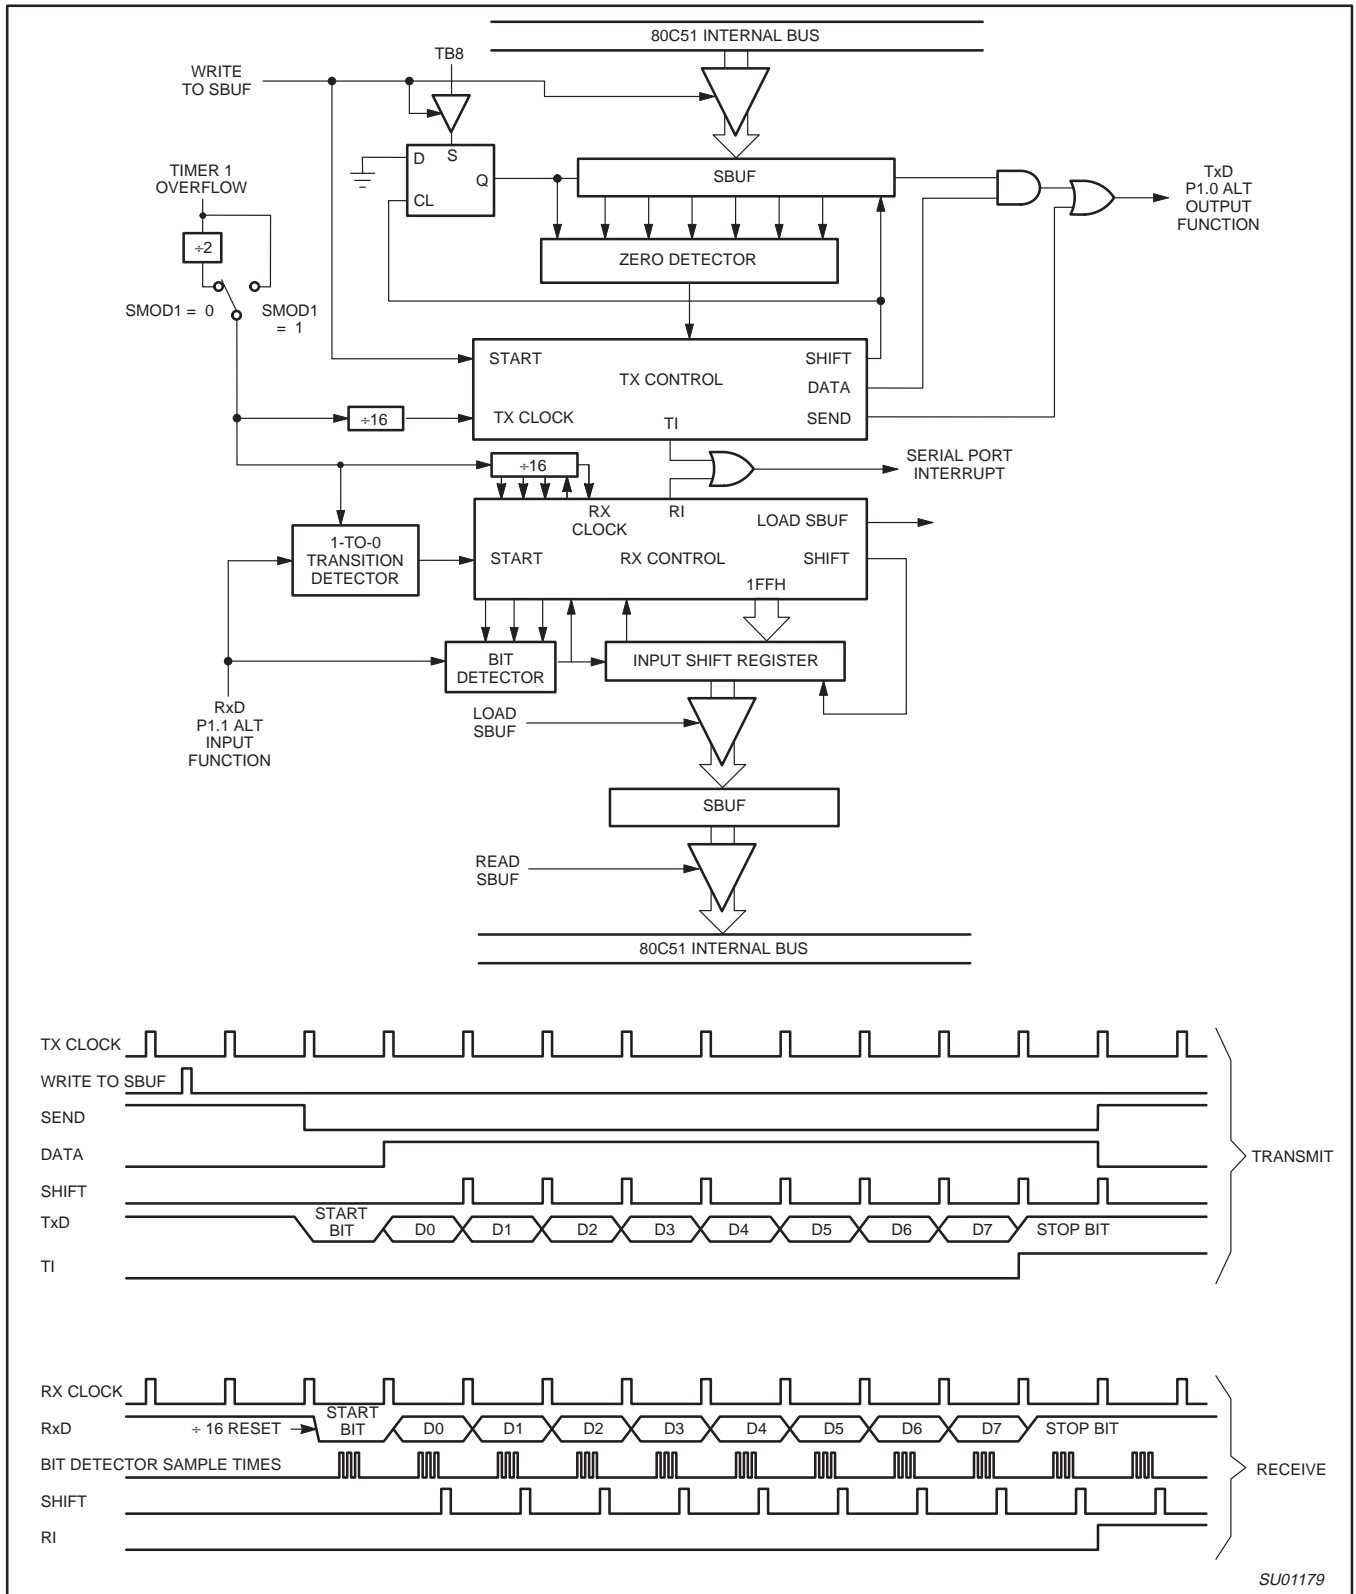 80C51 INTERNAL BUS
TB8
WRITE
TO SBUF
D
S
Q
CL
SBUF
TxD
P1.0 ALT
OUTPUT
FUNCTION
TIMER 1
OVERFLOW
÷2
ZERO DETECTOR
SMOD1 = 0
SMOD1
= 1
START
SHIFT
TX CONTROL
DATA
÷16
TX CLOCK
TI
SEND
SERIAL PORT
INTERRUPT
÷16
RX
CLOCK
RI
LOAD SBUF
1-TO-0
TRANSITION
DETECTOR
START
RX CONTROL
SHIFT
1FFH
BIT
DETECTOR
INPUT SHIFT REGISTER
RxD
P1.1 ALT
INPUT
FUNCTION
LOAD
SBUF
SBUF
READ
SBUF
80C51 INTERNAL BUS
TX CLOCK
WRITE TO SBUF
SEND
DATA
TRANSMIT
SHIFT
TxD
START
BIT
D0
D1
D2
D3
D4
D5
D6
D7
STOP BIT
TI
RX CLOCK
RxD
÷ 16 RESET
START
BIT
D0
D1
D2
D3
D4
D5
D6
D7
STOP BIT
BIT DETECTOR SAMPLE TIMES
RECEIVE
SHIFT
RI
SU01179